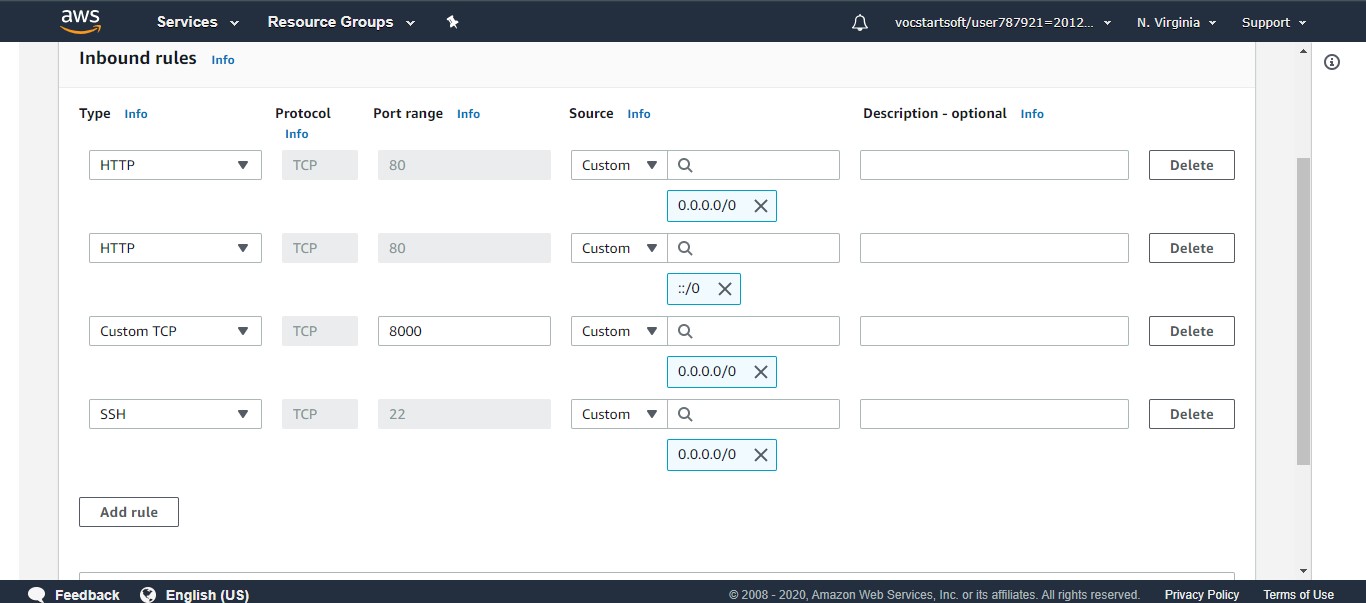 aws Services Resource Groups vocstartsoft/user787921=2012... N. Virginia Support
Inbound rules Info
Type Info Protocol Info Port range Info Source Info Description - optional Info
HTTP TCP 80 Custom Delete
0.0.0.0/0
HTTP TCP 80 Custom Delete
::/0
Custom TCP TCP 8000 Custom Delete
0.0.0.0/0
SSH TCP 22 Custom Delete
0.0.0.0/0
Add rule
Feedback English (US) © 2008 - 2020, Amazon Web Services, Inc. or its affiliates. All rights reserved. Privacy Policy Terms of Use